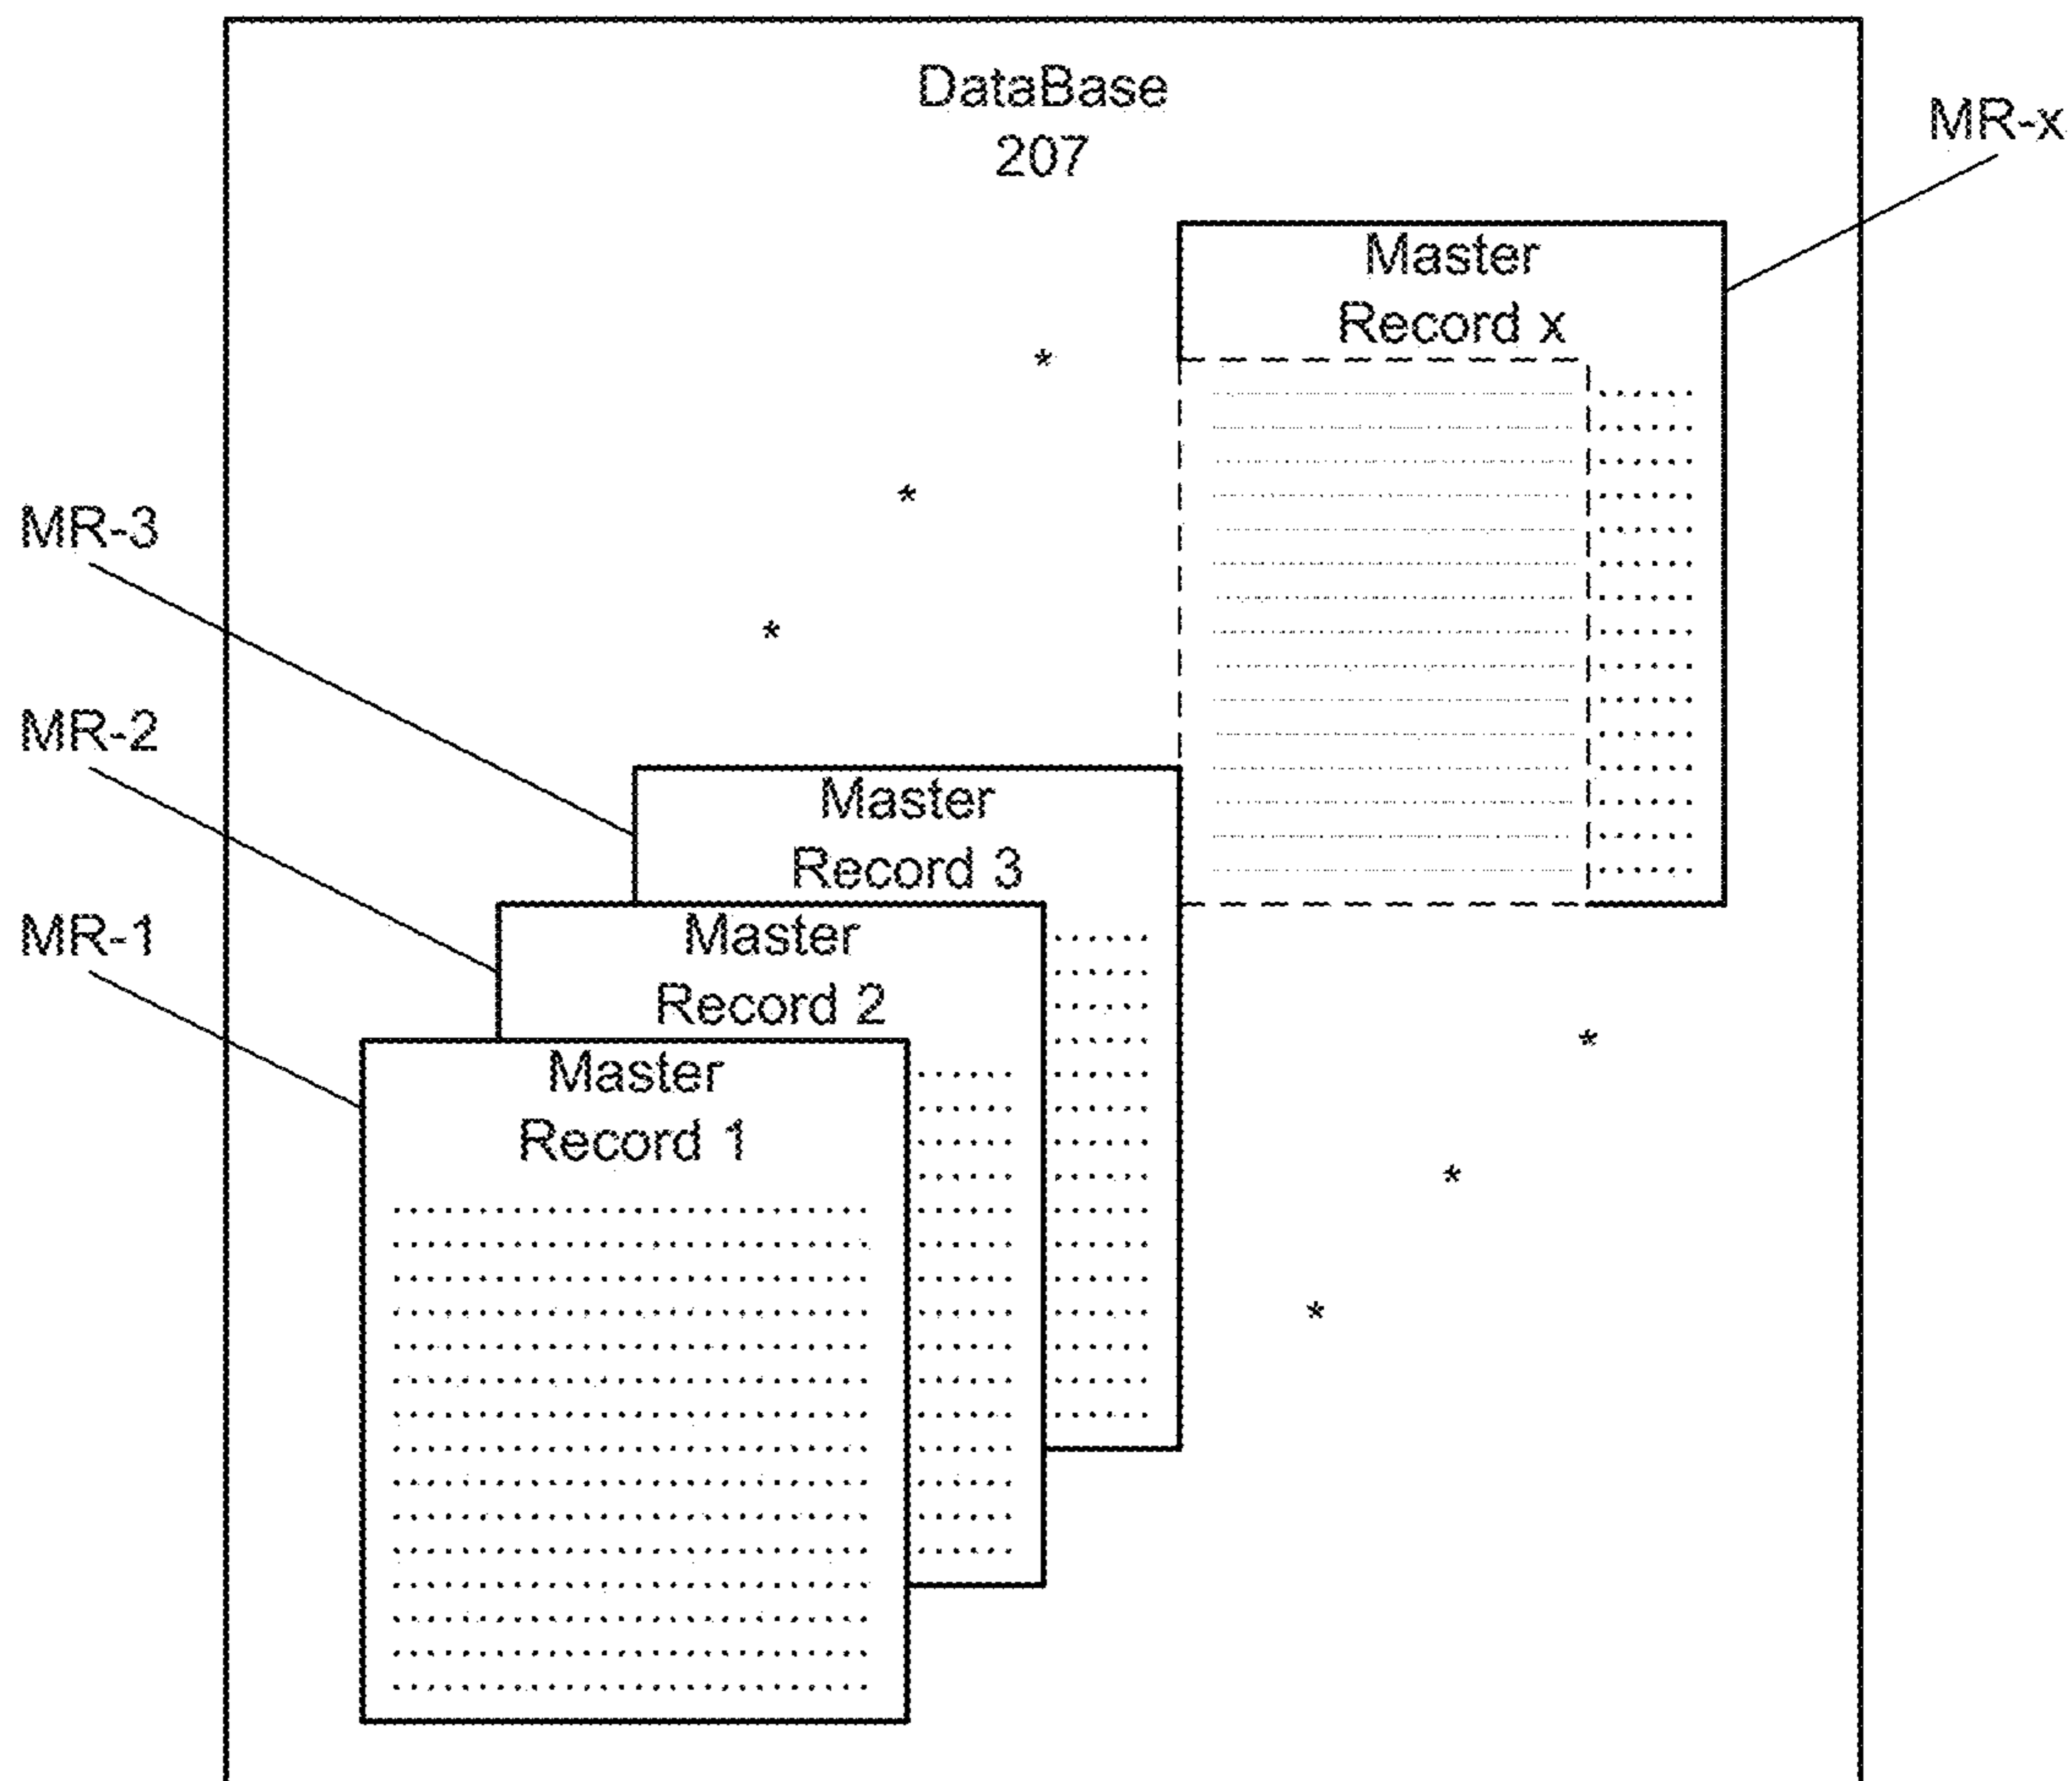 DataBase
207
MR-x
Master
Record x
*
*
MR-3
*
MR-2
Master
Record 3
MR-1
Master
Record 2
*
Master
Record 1
*
*